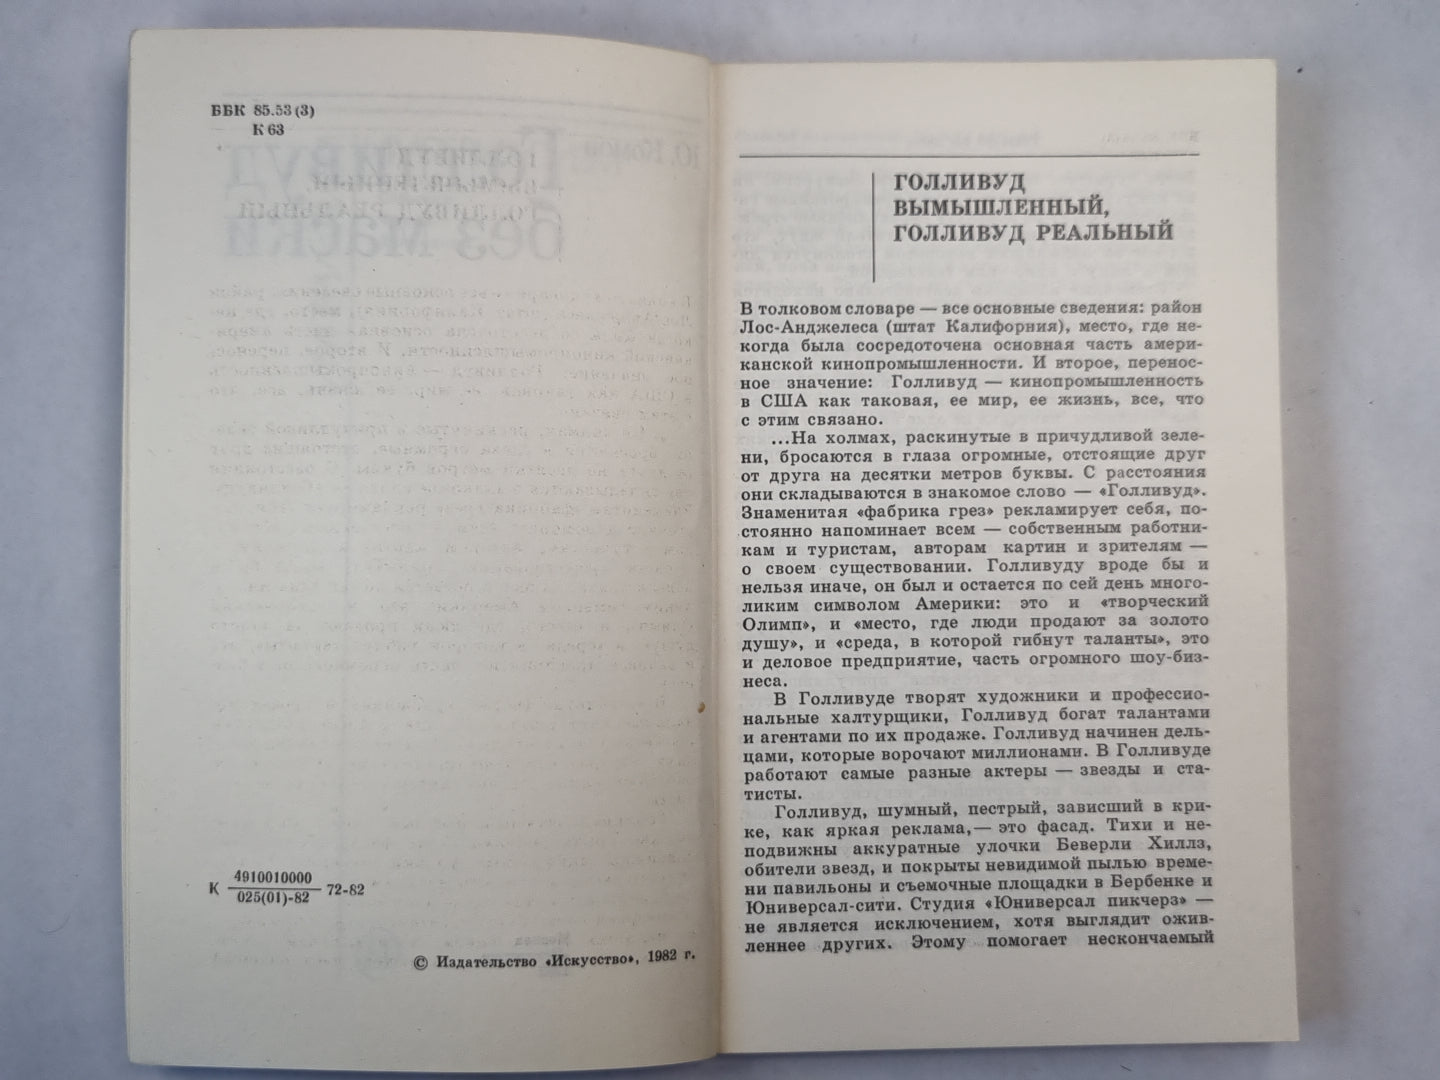 ББК 85.53(3)
К 63
К 4910010000
025(01)-82 72-82
© Издательство «Искусство», 1982 г.
ГОЛЛИВУД
ВЫМЫШЛЕННЫЙ,
ГОЛЛИВУД РЕАЛЬНЫЙ
В толковом словаре — все основные сведения: район
Лос-Анджелеса (штат Калифорния), место, где не-
когда была сосредоточена основная часть амери-
канской кинопромышленности. И второе, перенос-
ное значение: Голливуд — кинопромышленность
в США как таковая, ее мир, ее жизнь, все, что
с этим связано.
...На холмах, раскинутые в причудливой зеле-
ни, бросаются в глаза огромные, отстоящие друг
от друга на десятки метров буквы. С расстояния
они складываются в знакомое слово — «Голливуд».
Знаменитая «фабрика грез» рекламирует себя, по-
стоянно напоминает всем — собственным работни-
кам и туристам, авторам картин и зрителям —
о своем существовании. Голливуду вроде бы и
нельзя иначе, он был и остается по сей день много-
ликим символом Америки: это и «творческий
Олимп», и «место, где люди продают за золото
душу», и «среда, в которой гибнут таланты», это
и деловое предприятие, часть огромного шоу-биз-
неса.
В Голливуде творят художники и профессио-
нальные халтурщики, Голливуд богат талантами
и агентами по их продаже. Голливуд начинен дель-
цами, которые ворочают миллионами. В Голливуде
работают самые разные актеры — звезды и ста-
тисты.
Голливуд, шумный, пестрый, зависший в кри-
ке, как яркая реклама,— это фасад. Тихи и не-
подвижны аккуратные улочки Беверли Хиллз,
обители звезд, и покрыты невидимой пылью време-
ни павильоны и съемочные площадки в Бербенке и
Юниверсал-сити. Студия «Юниверсал пикчерз» —
не является исключением, хотя выглядит ожив-
леннее других. Этому помогает нескончаемый